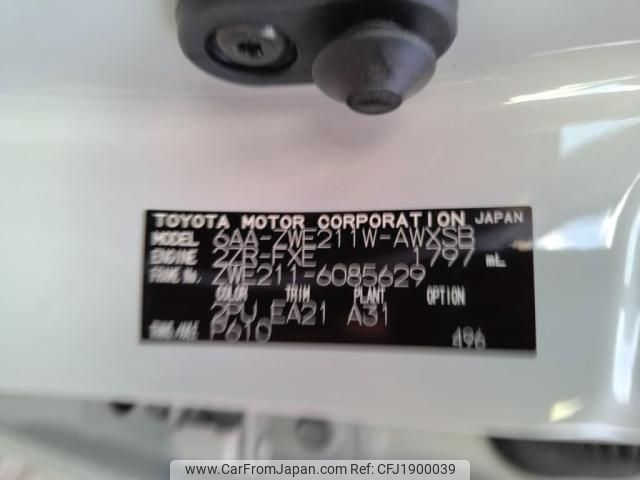 TOYOTA MOTOR CORPORATION JAPAN
MODEL 6AA-ZWE211W-AWXSB
ENGINE 2ZR-FXE 1797 mL
FRAME No. ZWE211-6085629
COLOR TRIM PLANT OPTION
2PU EA21 A31
P610 496
www.CarFromJapan.com Ref Code: CFJ1900039